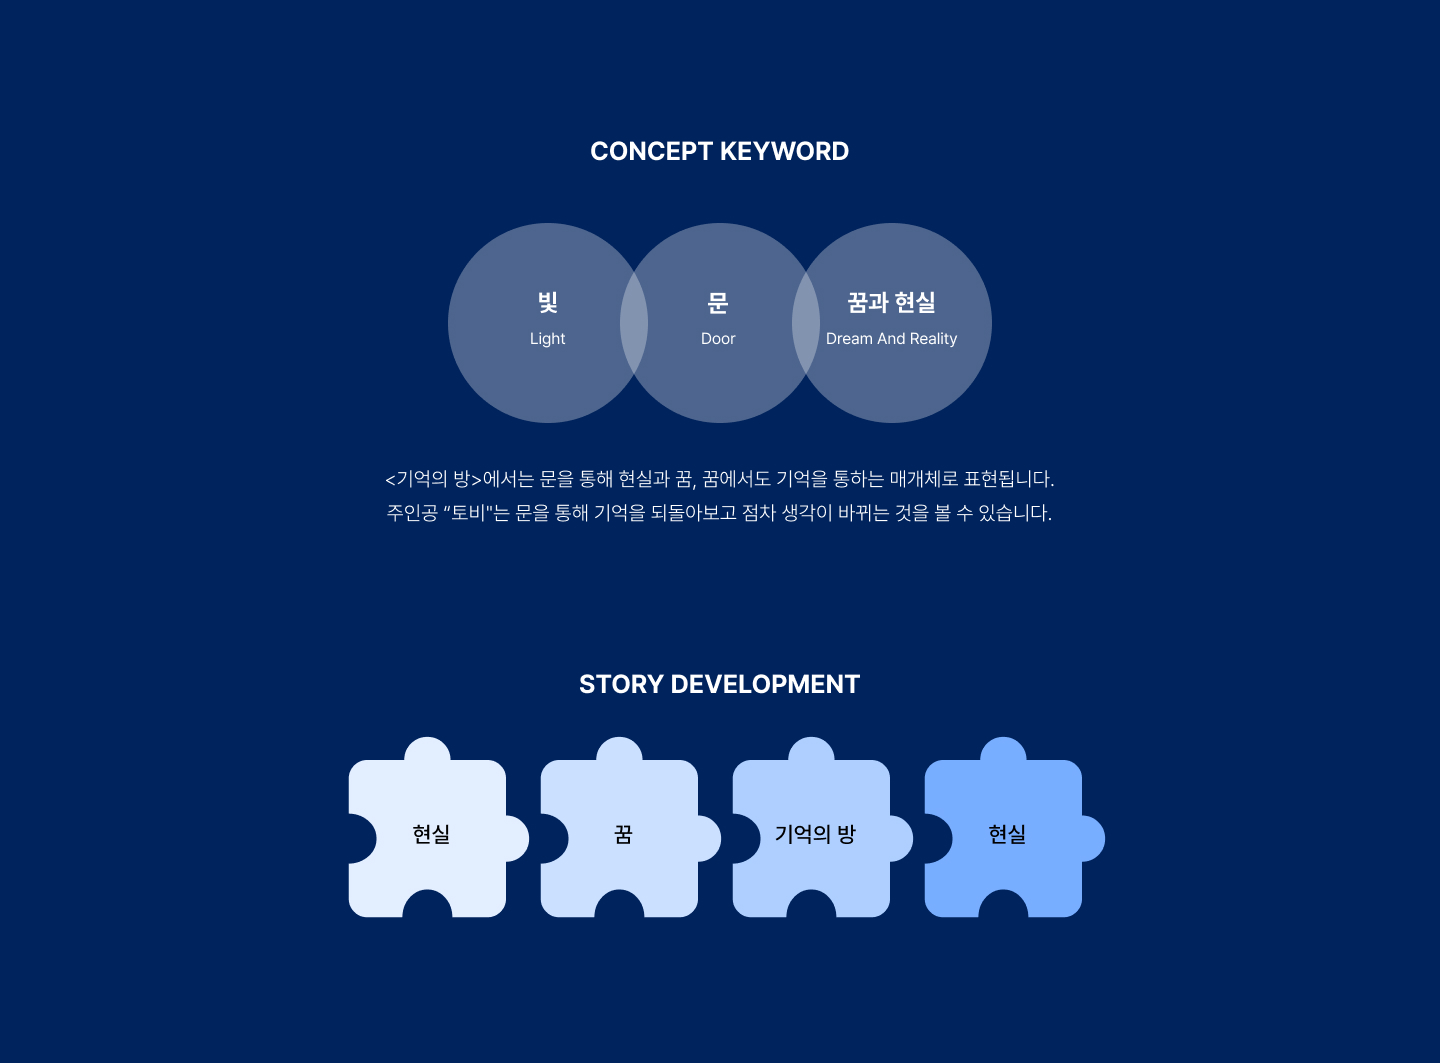 CONCEPT KEYWORD
빛
Light
문
Door
꿈과 현실
Dream And Reality
<기억의 방>에서는 문을 통해 현실과 꿈, 꿈에서도 기억을 통하는 매개체로 표현됩니다.
주인공 “토비"는 문을 통해 기억을 되돌아보고 점차 생각이 바뀌는 것을 볼 수 있습니다.
STORY DEVELOPMENT
현실
꿈
기억의 방
현실